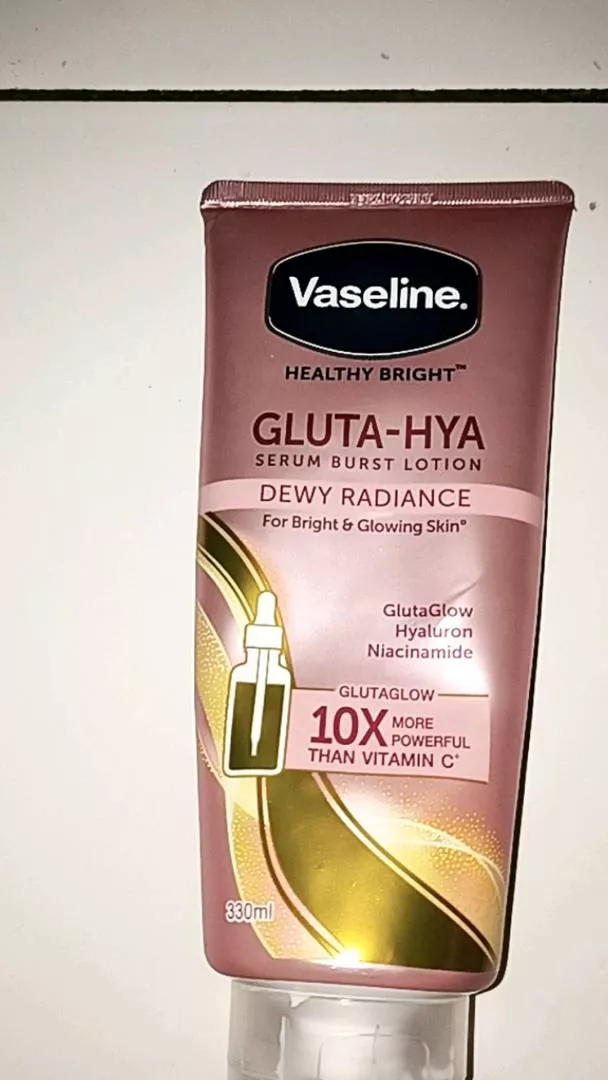 Vaseline.
HEALTHY BRIGHT™
GLUTA-HYA
SERUM BURST LOTION
DEWY RADIANCE
For Bright & Glowing Skin°
GlutaGlow
Hyaluron
Niacinamide
GLUTAGLOW
10X MORE
POWERFUL
THAN VITAMIN C*
330ml